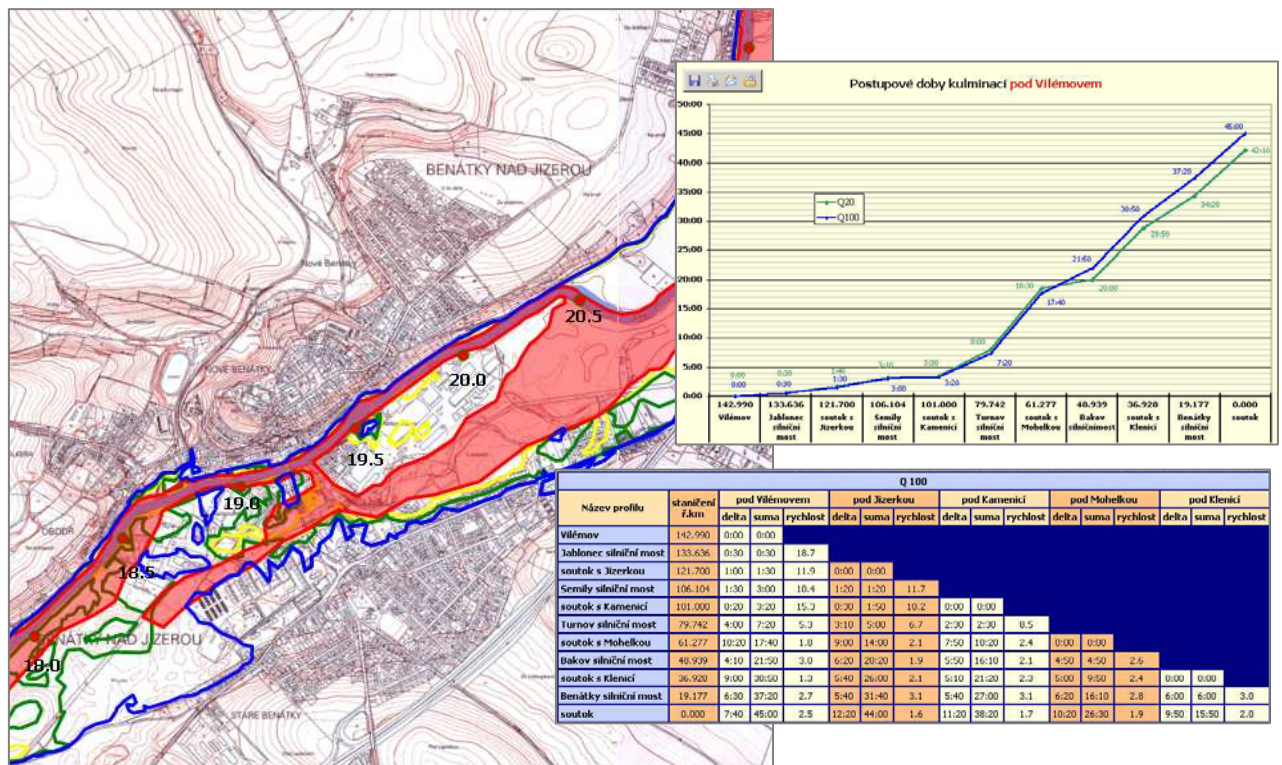 BENÁTKY NAD JIZEROU
Nové Benátky
NOVÉ BENÁTKY
20.5
20.0
19.5
19.0
18.5
BENÁTKY NAD JIZEROU
18.0
STARÉ BENÁTKY
Postupové doby kulminací pod Vilémovem
50:00
45:00
40:00
35:00
30:00
25:00
20:00
15:00
10:00
5:00
0:00
Q20
Q100
0:00 0:30 1:40 3:10 3:30 8:00 18:30 20:00 28:50 34:20 42:10
0:00 0:30 1:30 3:00 3:20 7:20 17:40 21:50 30:50 37:20 45:00
142.990 133.636 121.700 106.104 101.000 79.742 61.277 48.939 36.920 19.177 0.000
Vilémov Jablonec silniční most soutok s Jizerkou Semily silniční most soutok s Kamenicí Turnov silniční most soutok s Mohelkou Bakov silničnímost soutok s Klenicí Benátky silniční most soutok
Q 100
Název profilu staničení ř.km pod Vilémovem pod Jizerkou pod Kamenicí pod Mohelkou pod Klenicí
delta suma rychlost delta suma rychlost delta suma rychlost delta suma rychlost delta suma rychlost
Vilémov 142.990 0:00 0:00
Jablonec silniční most 133.636 0:30 0:30 18.7
soutok s Jizerkou 121.700 1:00 1:30 11.9 0:00 0:00
Semily silniční most 106.104 1:30 3:00 10.4 1:20 1:20 11.7
soutok s Kamenicí 101.000 0:20 3:20 15.3 0:30 1:50 10.2 0:00 0:00
Turnov silniční most 79.742 4:00 7:20 5.3 3:10 5:00 6.7 2:30 2:30 8.5
soutok s Mohelkou 61.277 10:20 17:40 1.8 9:00 14:00 2.1 7:50 10:20 2.4 0:00 0:00
Bakov silniční most 48.939 4:10 21:50 3.0 6:20 20:20 1.9 5:50 16:10 2.1 4:50 4:50 2.6
soutok s Klenicí 36.920 9:00 30:50 1.3 5:40 26:00 2.1 5:10 21:20 2.3 5:00 9:50 2.4 0:00 0:00
Benátky silniční most 19.177 6:30 37:20 2.7 5:40 31:40 3.1 5:40 27:00 3.1 6:20 16:10 2.8 6:00 6:00 3.0
soutok 0.000 7:40 45:00 2.5 12:20 44:00 1.6 11:20 38:20 1.7 10:20 26:30 1.9 9:50 15:50 2.0